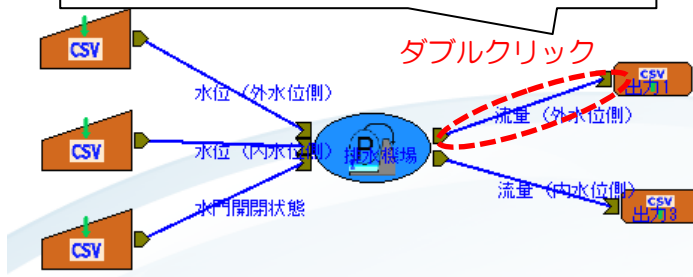 ダブルクリック
CSV
水位（外水位側）
CSV
水位（内水位側）
CSV
水門開閉状態
P
排水機場
流量（外水位側）
CSV
出力1
流量（内水位側）
CSV
出力3